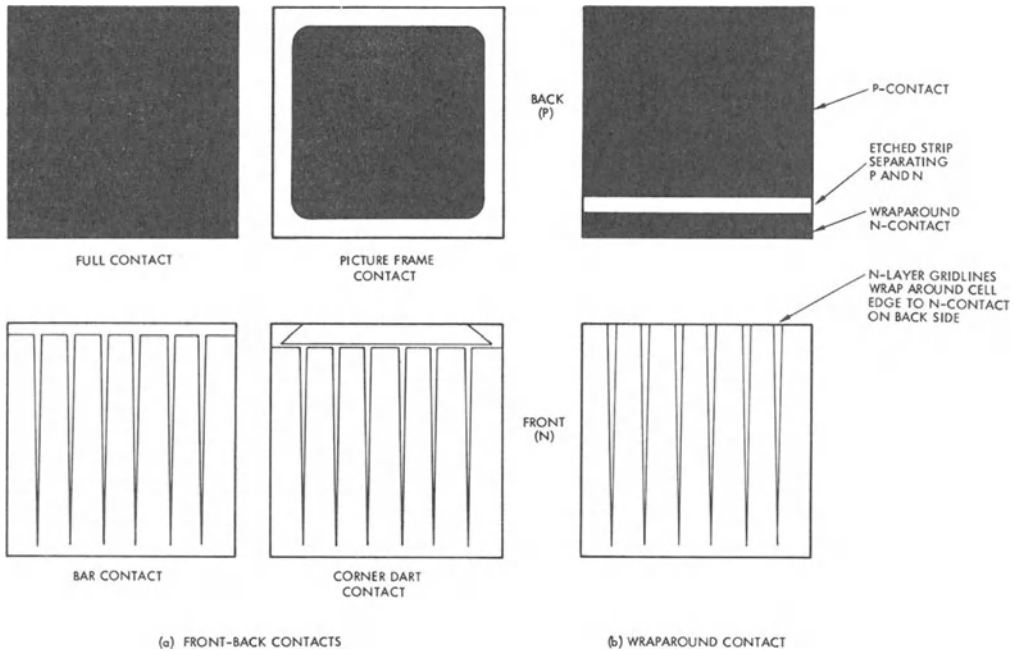 BACK
(P)
P-CONTACT
ETCHED STRIP
SEPARATING
P AND N
WRAPAROUND
N-CONTACT
FULL CONTACT
PICTURE FRAME
CONTACT
N-LAYER GRIDLINES
WRAP AROUND CELL
EDGE TO N-CONTACT
ON BACK SIDE
FRONT
(N)
BAR CONTACT
CORNER DART
CONTACT
(a) FRONT-BACK CONTACTS
(b) WRAPAROUND CONTACT